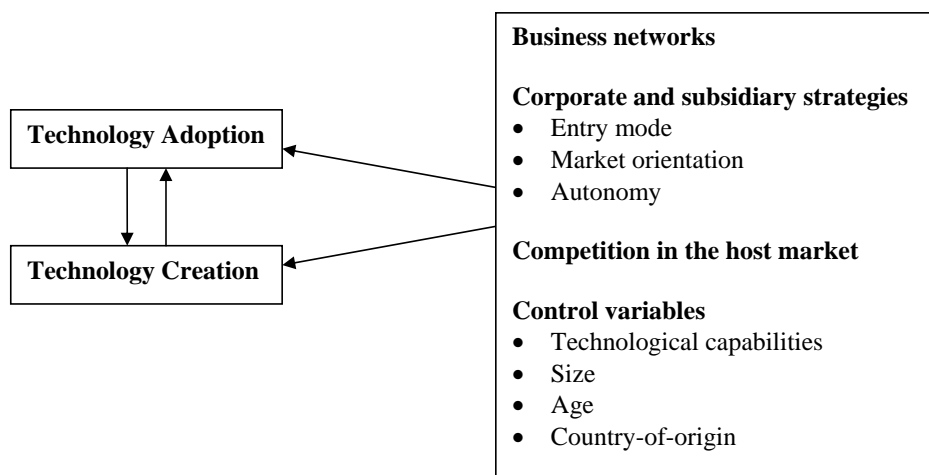 Technology Adoption
Technology Creation
Business networks
Corporate and subsidiary strategies
• Entry mode
• Market orientation
• Autonomy
Competition in the host market
Control variables
• Technological capabilities
• Size
• Age
• Country-of-origin